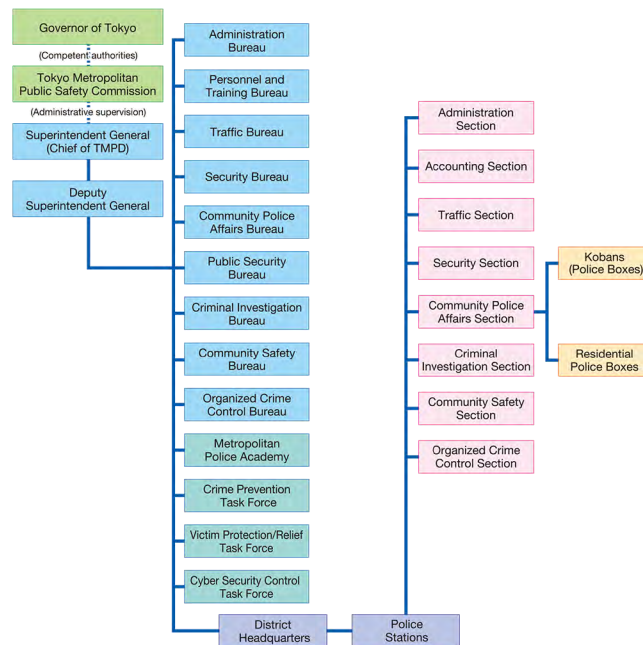 Governor of Tokyo
(Competent authorities)
Tokyo Metropolitan
Public Safety Commission
(Administrative supervision)
Superintendent General
(Chief of TMPD)
Deputy
Superintendent General
Administration
Bureau
Personnel and
Training Bureau
Traffic Bureau
Security Bureau
Community Police
Affairs Bureau
Public Security
Bureau
Criminal Investigation
Bureau
Community Safety
Bureau
Organized Crime
Control Bureau
Metropolitan
Police Academy
Crime Prevention
Task Force
Victim Protection/Relief
Task Force
Cyber Security Control
Task Force
District
Headquarters
Police
Stations
Administration
Section
Accounting Section
Traffic Section
Security Section
Community Police
Affairs Section
Criminal
Investigation Section
Community Safety
Section
Organized Crime
Control Section
Kobans
(Police Boxes)
Residential
Police Boxes